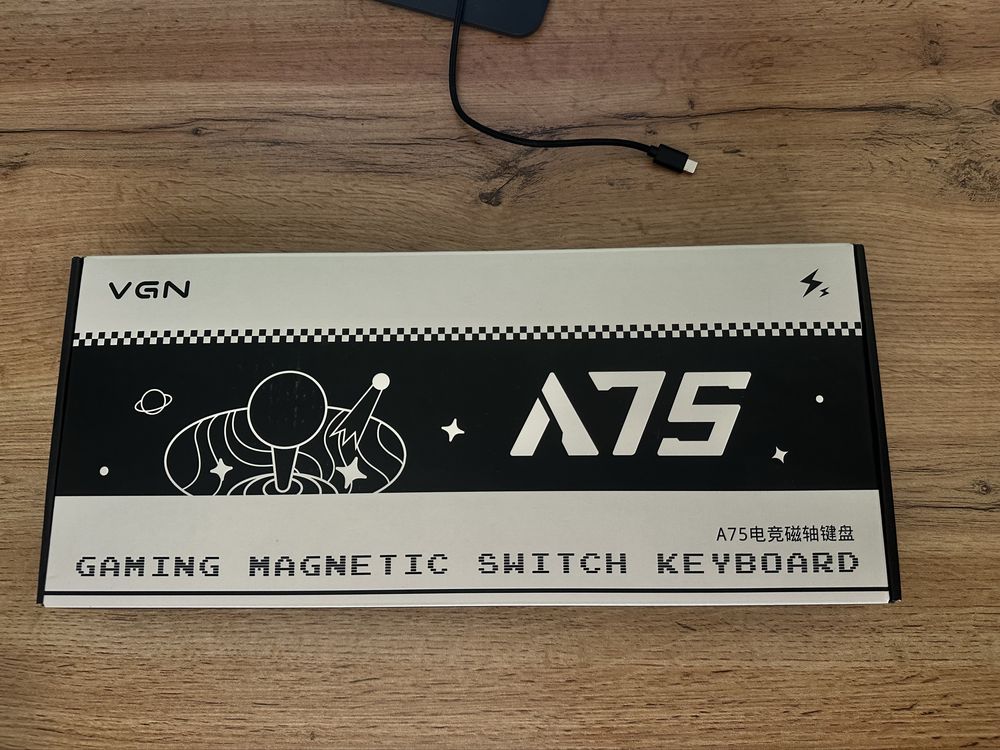 VGN
A75
A75电竞磁轴键盘
GAMING MAGNETIC SWITCH KEYBOARD